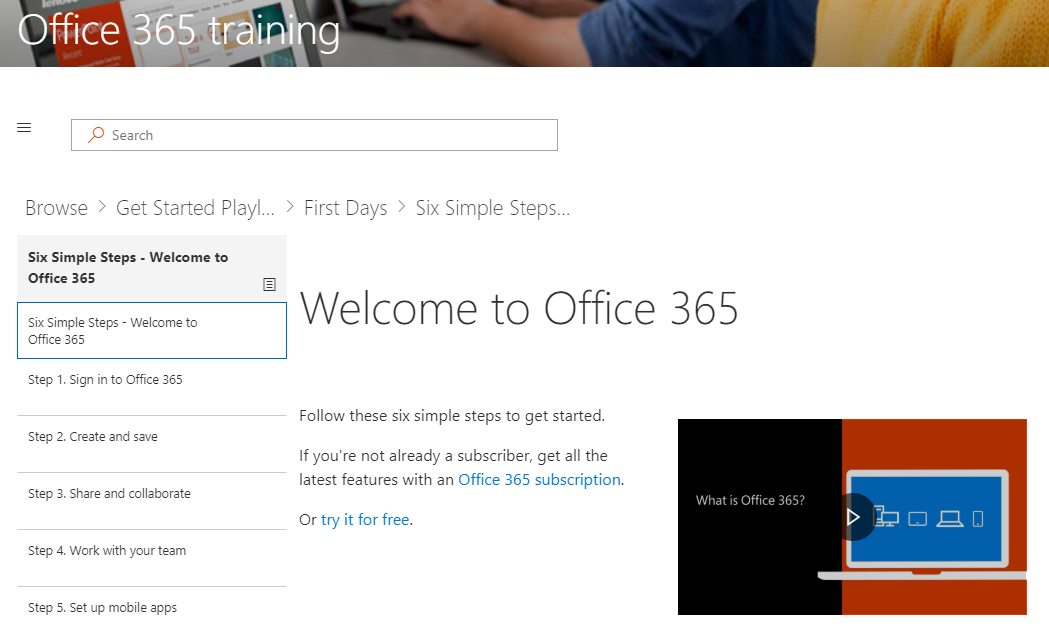 lenovo
Office 365 training
Search
Browse > Get Started Playl... > First Days > Six Simple Steps...
Six Simple Steps - Welcome to
Office 365
Six Simple Steps - Welcome to
Office 365
Step 1. Sign in to Office 365
Step 2. Create and save
Step 3. Share and collaborate
Step 4. Work with your team
Step 5. Set up mobile apps
Welcome to Office 365
Follow these six simple steps to get started.
If you're not already a subscriber, get all the
latest features with an Office 365 subscription.
Or try it for free.
What is Office 365?